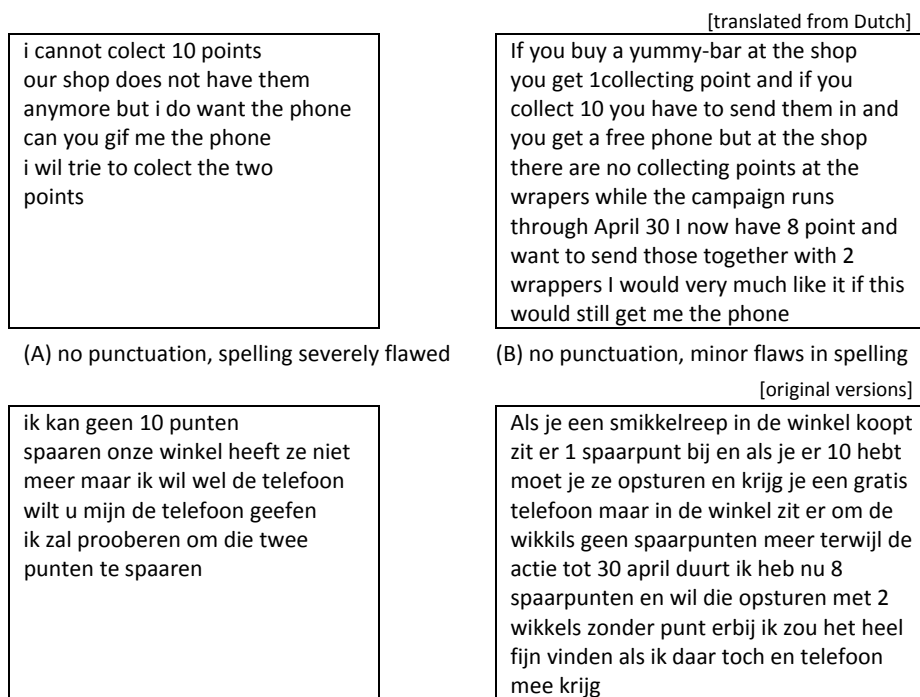 [translated from Dutch]
i cannot colect 10 points
our shop does not have them
anymore but i do want the phone
can you gif me the phone
i wil trie to colect the two
points
If you buy a yummy-bar at the shop
you get 1collecting point and if you
collect 10 you have to send them in and
you get a free phone but at the shop
there are no collecting points at the
wrapers while the campaign runs
through April 30 I now have 8 point and
want to send those together with 2
wrappers I would very much like it if this
would still get me the phone
(A) no punctuation, spelling severely flawed
(B) no punctuation, minor flaws in spelling
[original versions]
ik kan geen 10 punten
spaaren onze winkel heeft ze niet
meer maar ik wil wel de telefoon
wilt u mijn de telefoon geefen
ik zal prooberen om die twee
punten te spaaren
Als je een smikkelreep in de winkel koopt
zit er 1 spaarpunt bij en als je er 10 hebt
moet je ze opsturen en krijg je een gratis
telefoon maar in de winkel zit er om de
wikkils geen spaarpunten meer terwijl de
actie tot 30 april duurt ik heb nu 8
spaarpunten en wil die opsturen met 2
wikkels zonder punt erbij ik zou het heel
fijn vinden als ik daar toch en telefoon
mee krijg